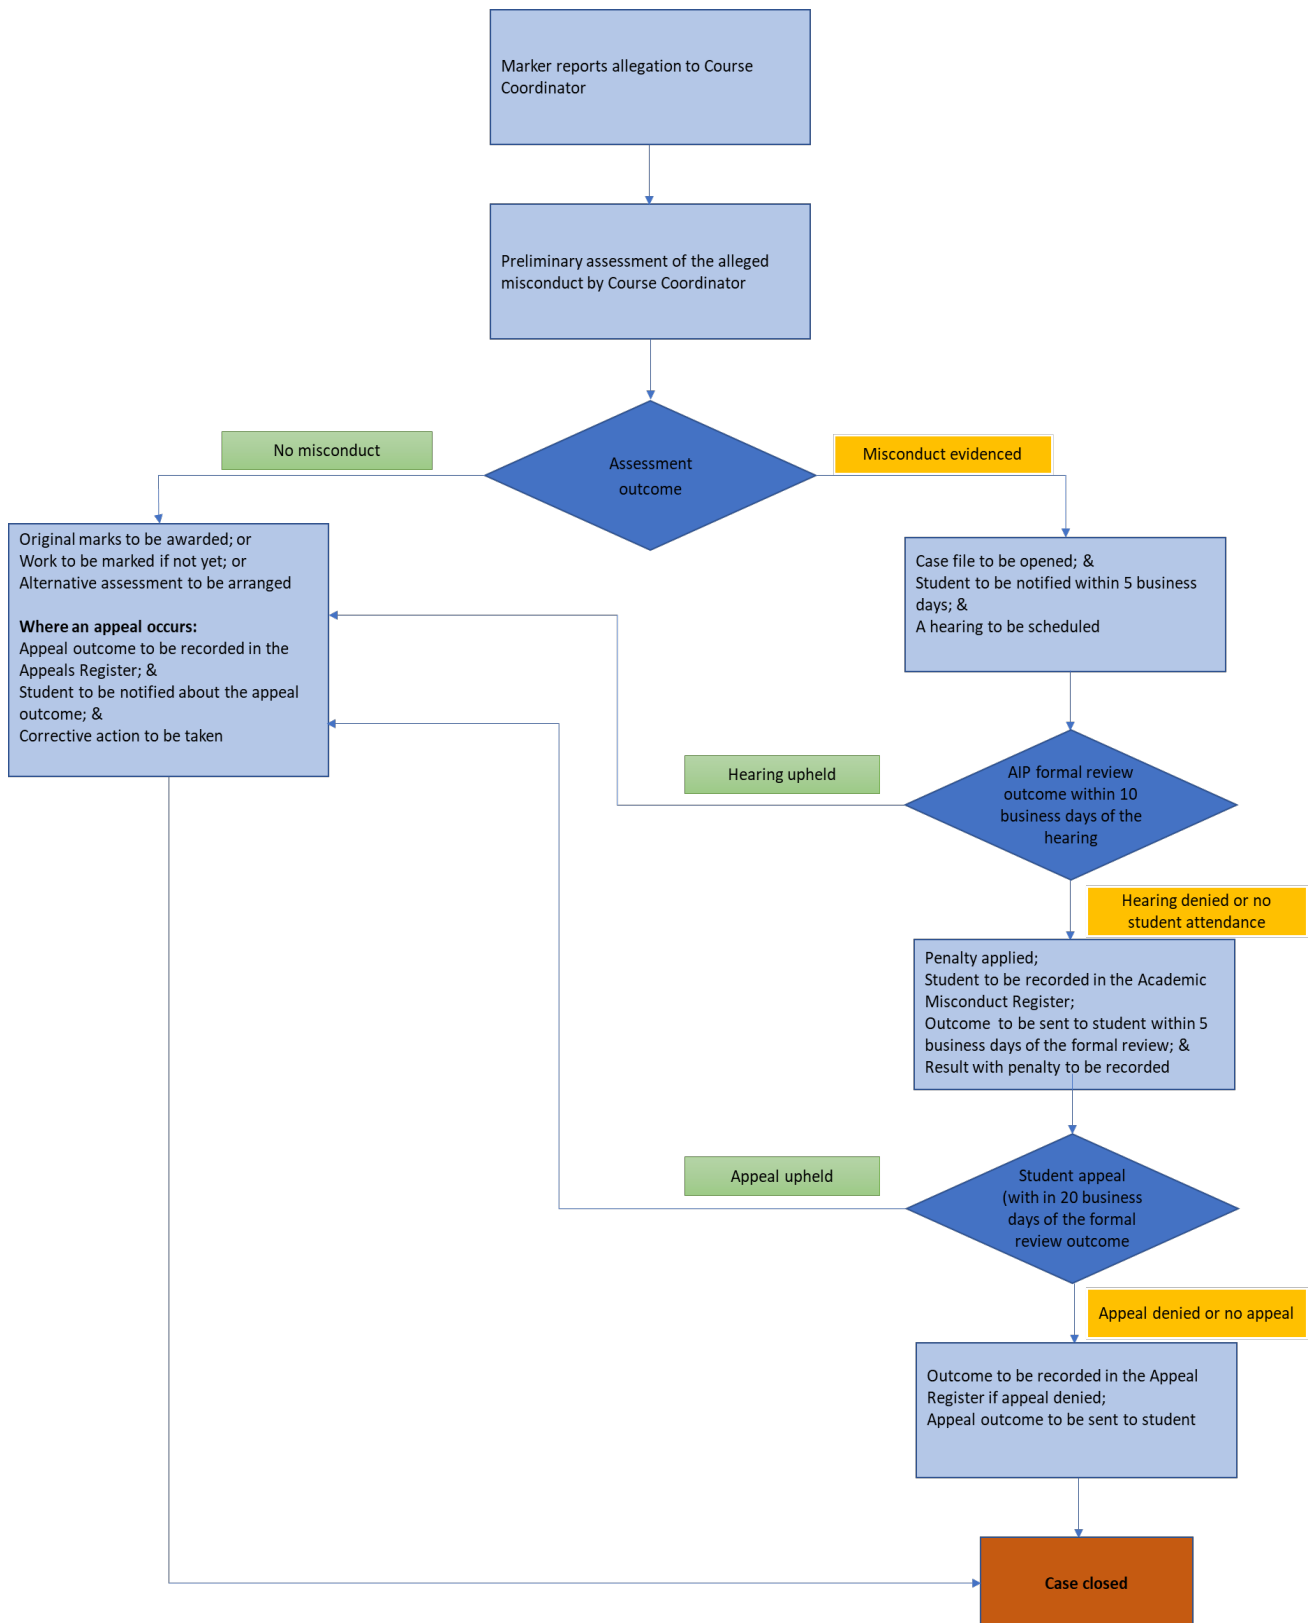 Marker reports allegation to Course
Coordinator
Preliminary assessment of the alleged
misconduct by Course Coordinator
Assessment
outcome
No misconduct
Misconduct evidenced
Original marks to be awarded; or
Work to be marked if not yet; or
Alternative assessment to be arranged
Where an appeal occurs:
Appeal outcome to be recorded in the
Appeals Register; &
Student to be notified about the appeal
outcome; &
Corrective action to be taken
Case file to be opened; &
Student to be notified within 5 business
days; &
A hearing to be scheduled
AIP formal review
outcome within 10
business days of the
hearing
Hearing upheld
Hearing denied or no
student attendance
Penalty applied;
Student to be recorded in the Academic
Misconduct Register;
Outcome  to be sent to student within 5
business days of the formal review; &
Result with penalty to be recorded
Student appeal
(with in 20 business
days of the formal
review outcome
Appeal upheld
Appeal denied or no appeal
Outcome to be recorded in the Appeal
Register if appeal denied;
Appeal outcome to be sent to student
Case closed